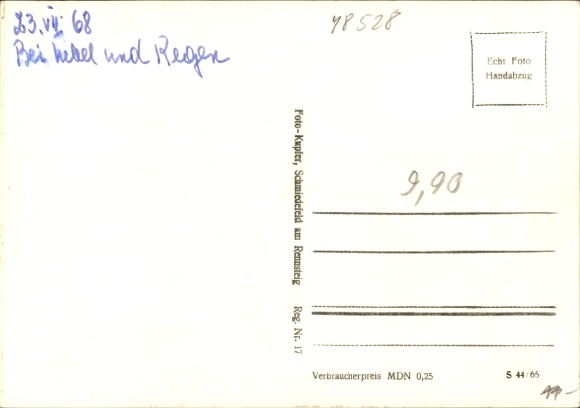 23. VII. 68
Bei Nebel und Regen
48528
Echt Foto
Handabzug
Foto-Kupfer, Schmiedefeld am Rennsteig Reg. Nr. 17
9,90
Verbraucherpreis MDN 0,25
S 44/65